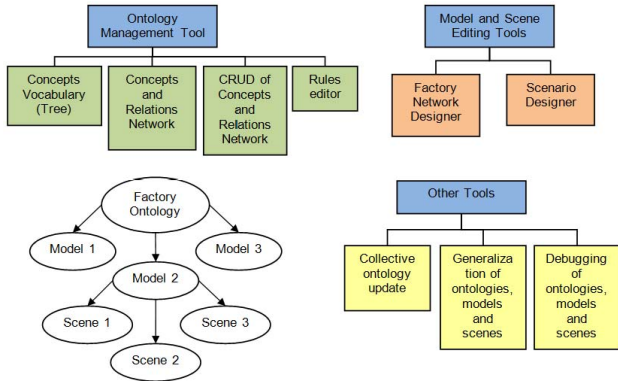 Ontology
Management Tool
Concepts
Vocabulary
(Tree)
Concepts
and
Relations
Network
CRUD of
Concepts
and
Relations
Network
Rules
editor
Model and Scene
Editing Tools
Factory
Network
Designer
Scenario
Designer
Factory
Ontology
Model 1
Model 3
Model 2
Scene 1
Scene 3
Scene 2
Other Tools
Collective
ontology
update
Generaliza
tion of
ontologies,
models
and
scenes
Debugging
of
ontologies,
models
and
scenes